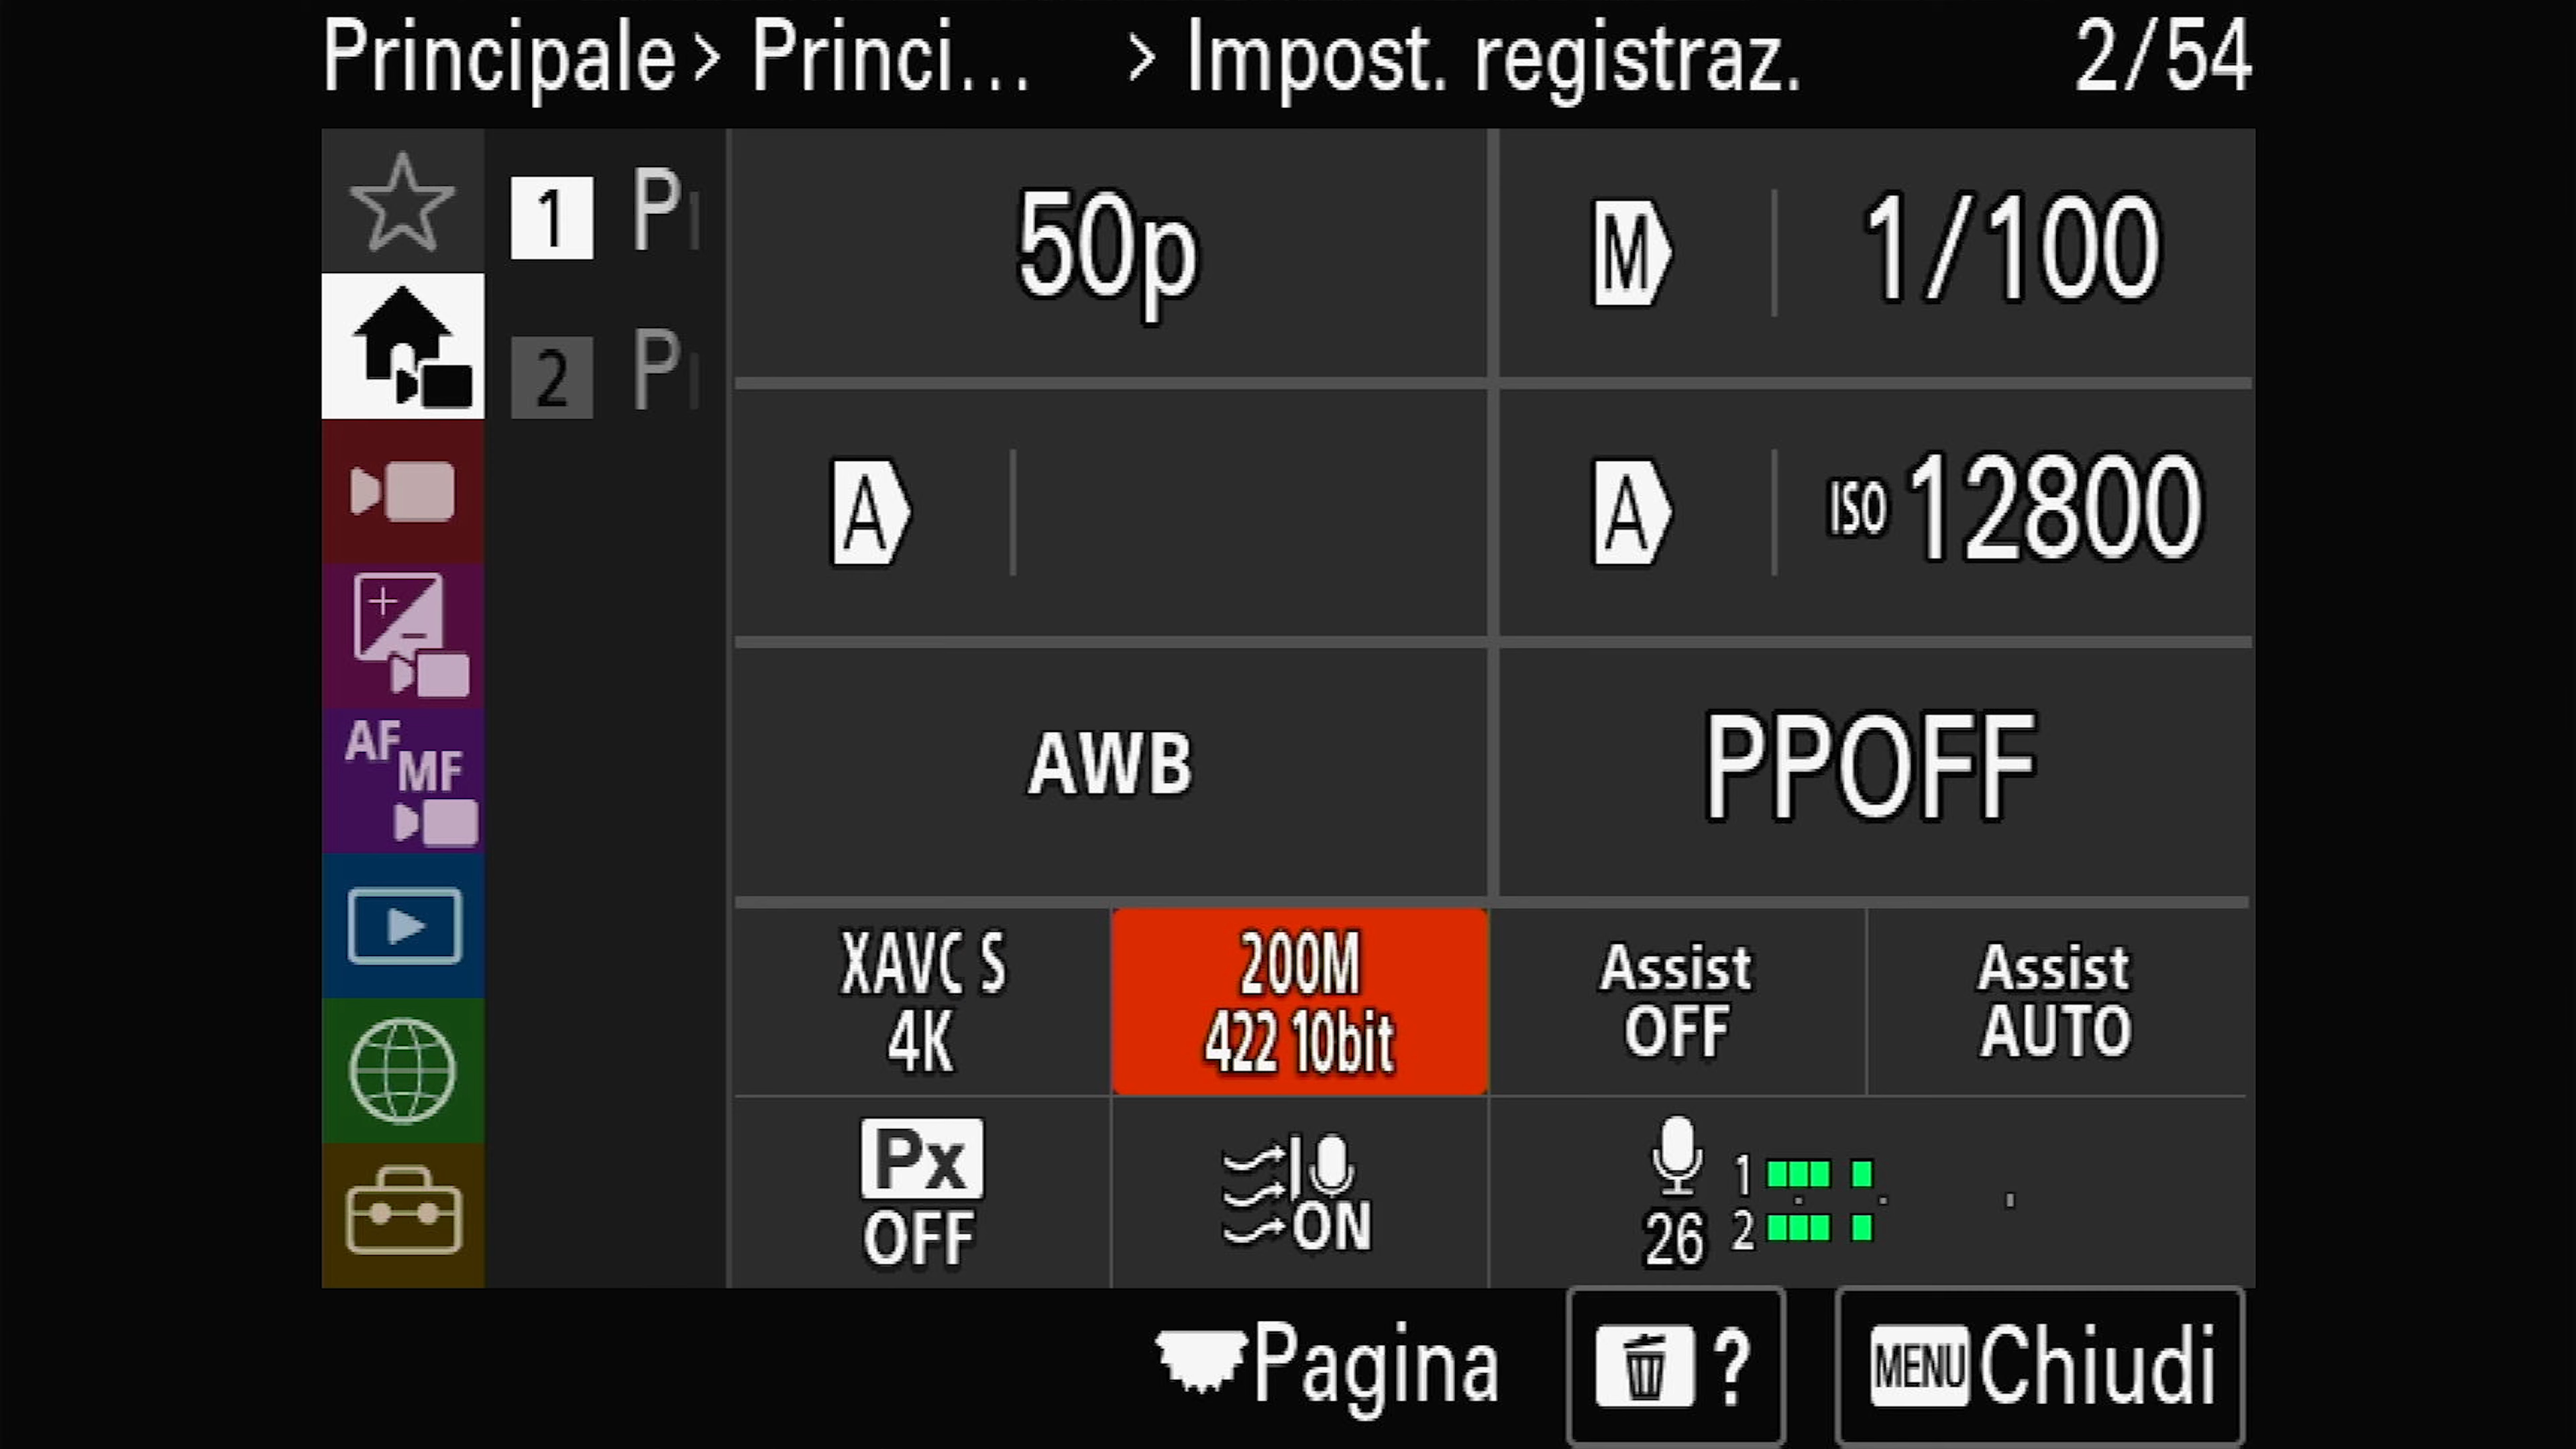 Principale > Princi... > Impost. registraz. 2/54
1 P
2 P
50p
M 1/100
A
A ISO 12800
AWB
PPOFF
AF
MF
XAVC S
4K
200M
422 10bit
Assist
OFF
Assist
AUTO
Px
OFF
ON
26
1
2
Pagina
?
MENU Chiudi